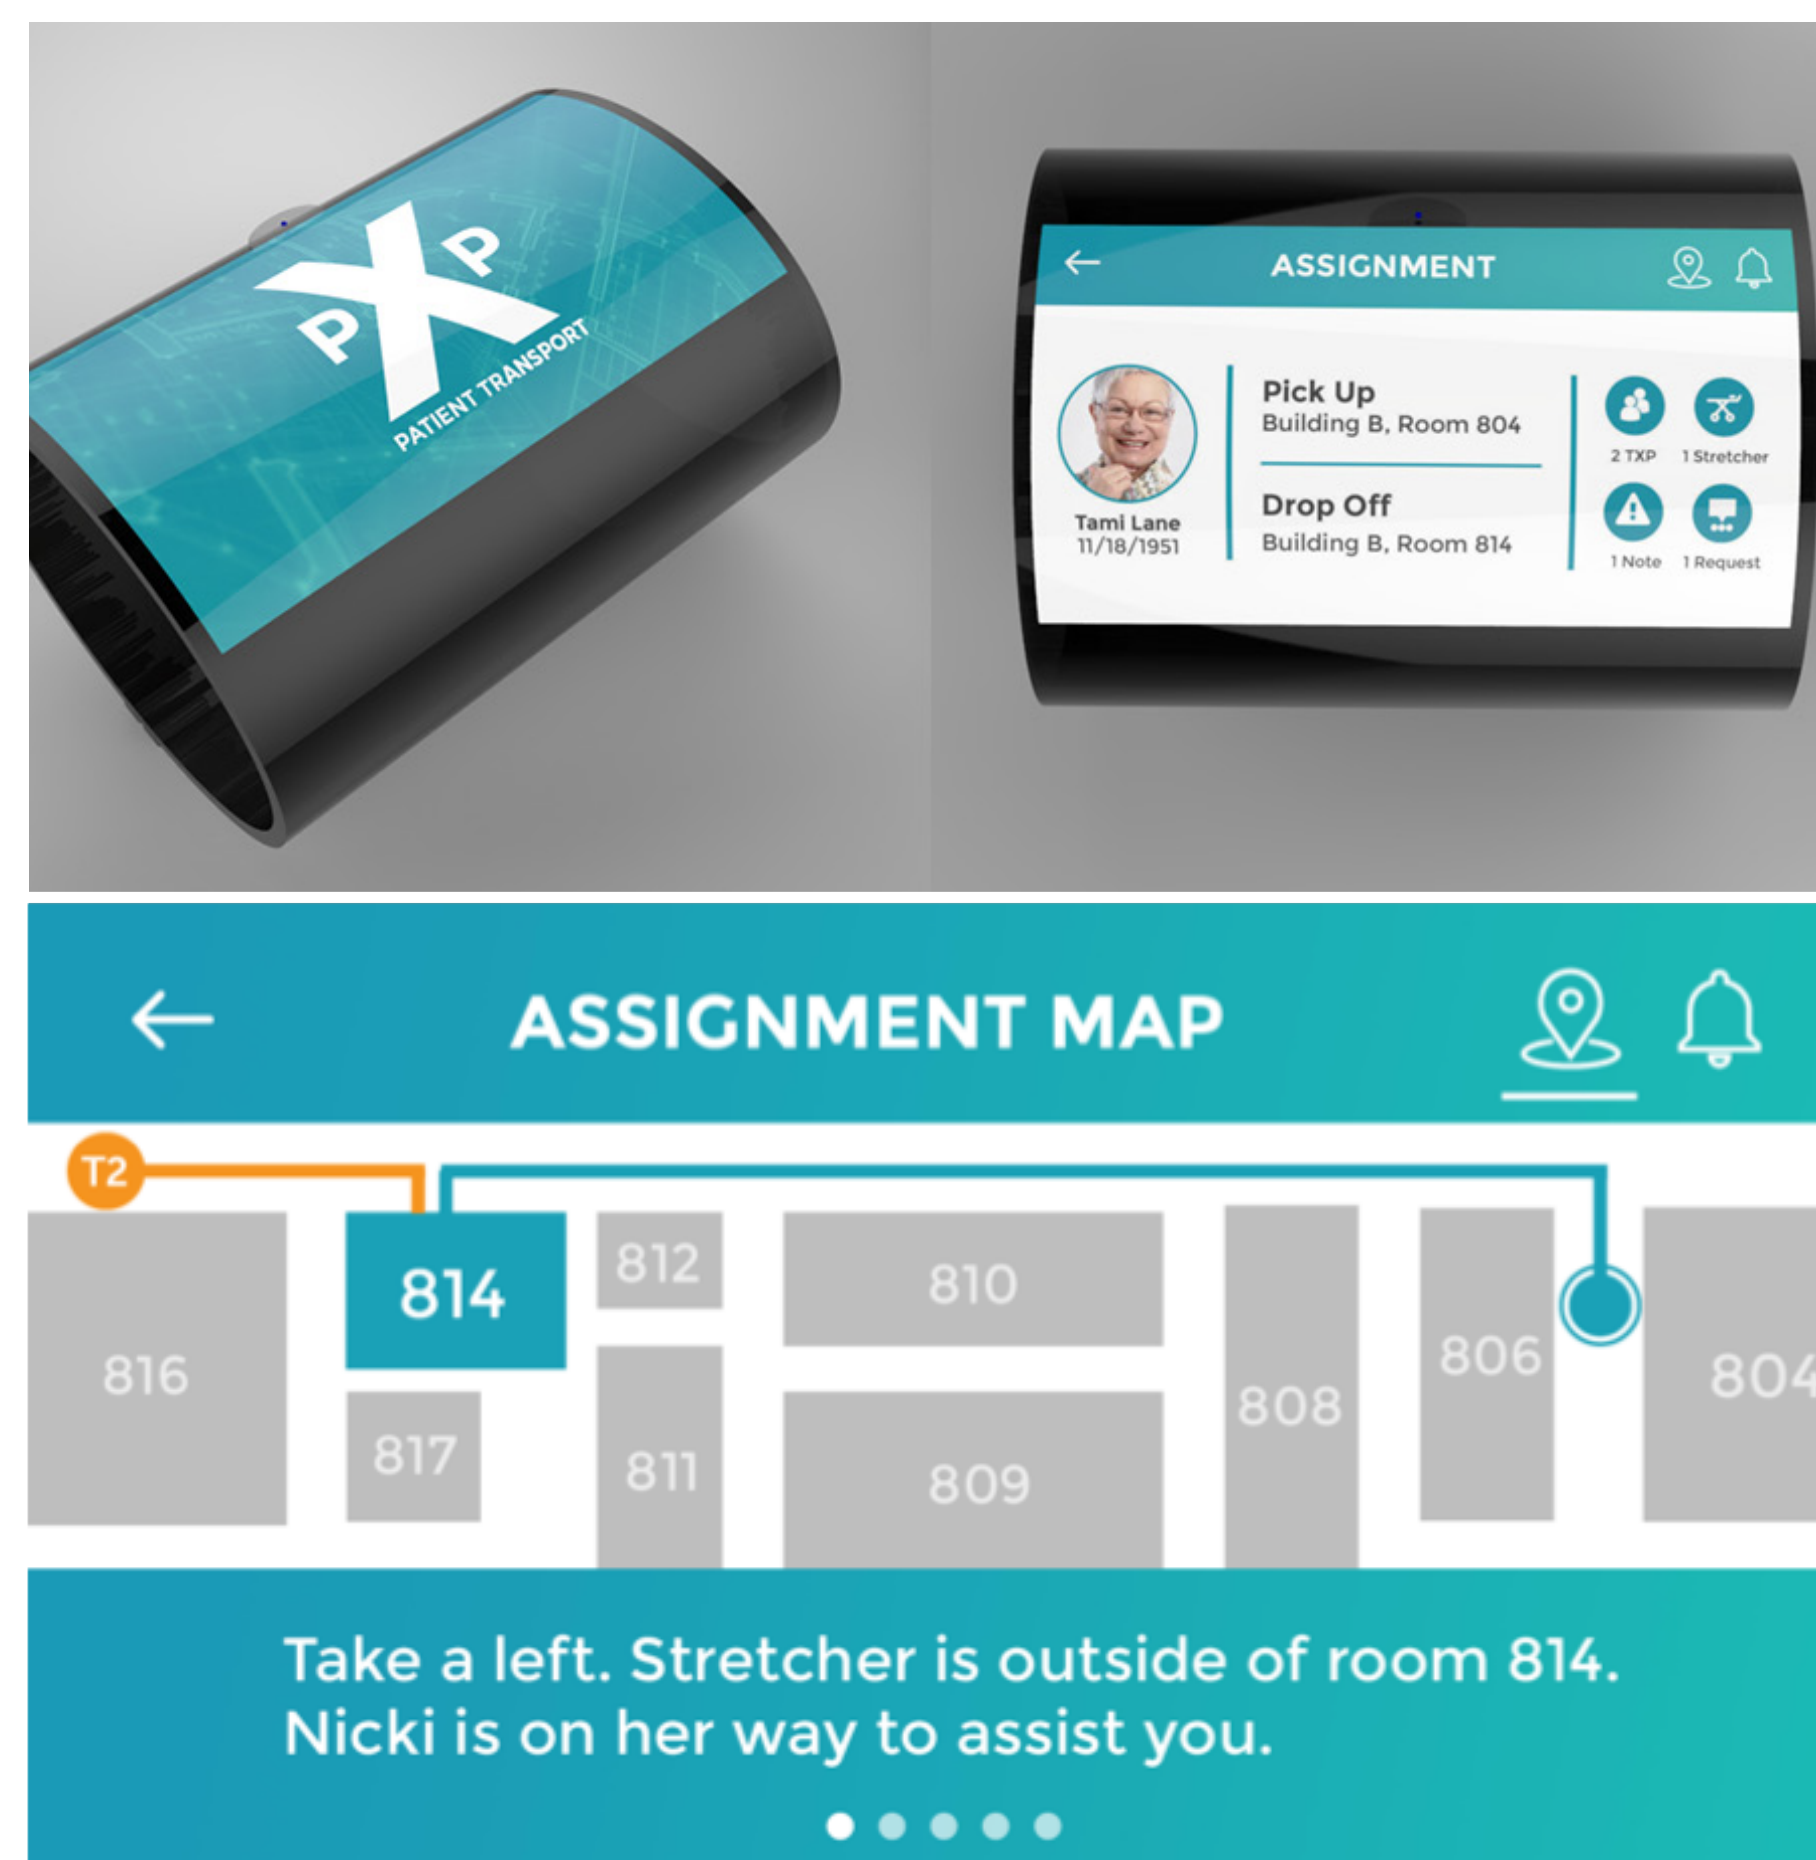 P X P
PATIENT TRANSPORT
ASSIGNMENT
Tami Lane
11/18/1951
Pick Up
Building B, Room 804
Drop Off
Building B, Room 814
2 TXP 1 Stretcher
1 Note 1 Request
ASSIGNMENT MAP
T2
814
812
810
816
817
811
809
808
806
804
Take a left. Stretcher is outside of room 814.
Nicki is on her way to assist you.